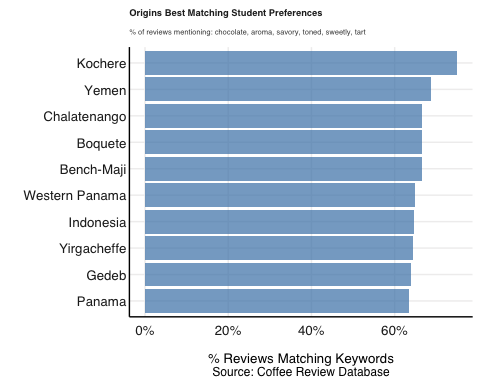 Origins Best Matching Student Preferences
% of reviews mentioning: chocolate, aroma, savory, toned, sweetly, tart
Kochere
Yemen
Chalatenango
Boquete
Bench-Maji
Western Panama
Indonesia
Yirgacheffe
Gedeb
Panama
0% 20% 40% 60%
% Reviews Matching Keywords
Source: Coffee Review Database